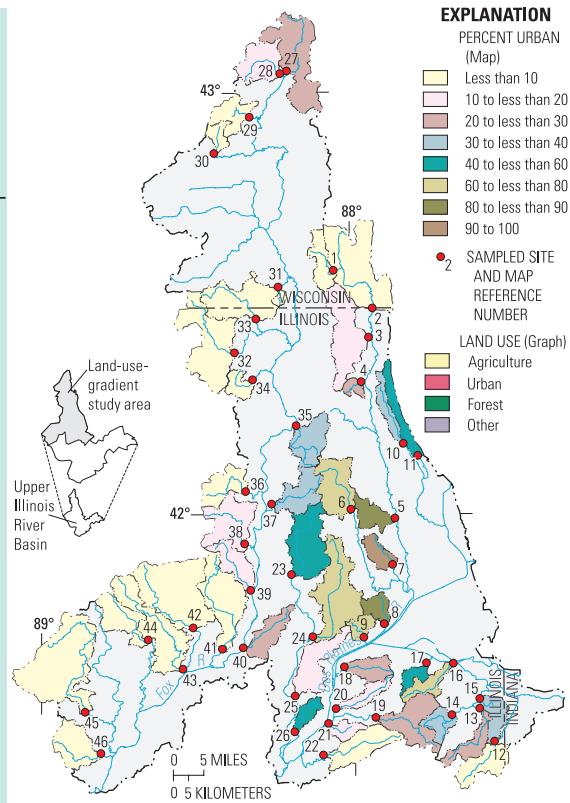 EXPLANATION
PERCENT URBAN
(Map)
Less than 10
10 to less than 20
20 to less than 30
30 to less than 40
40 to less than 60
60 to less than 80
80 to less than 90
90 to 100
2 SAMPLED SITE
AND MAP
REFERENCE
NUMBER
LAND USE (Graph)
Agriculture
Urban
Forest
Other
27
28
43°
29
30
88°
1
31
WISCONSIN
ILLINOIS
2
33
3
32
4
34
Land-use-
gradient
study area
35
10
11
Upper
Illinois
River
Basin
36
42°
37
6
5
38
7
23
39
89°
42
44
8
9
24
41
40
43
Fox R
Des Plaines
17
16
18
25
20
15
14
13
19
21
26
22
12
ILLINOIS
INDIANA
45
46
0 5 MILES
0 5 KILOMETERS